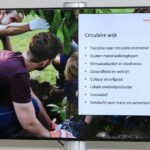 Circulaire wijk
• Transitie naar circulaire economie
• Sluiten materiaalkringlopen
• Klimaatadaptief en biodivers
• Gezondheid en welzijn
• Cultuur en erfgoed
• Lokale voedselproductie
• Innovatief
• Aandacht voor mens en samenleving